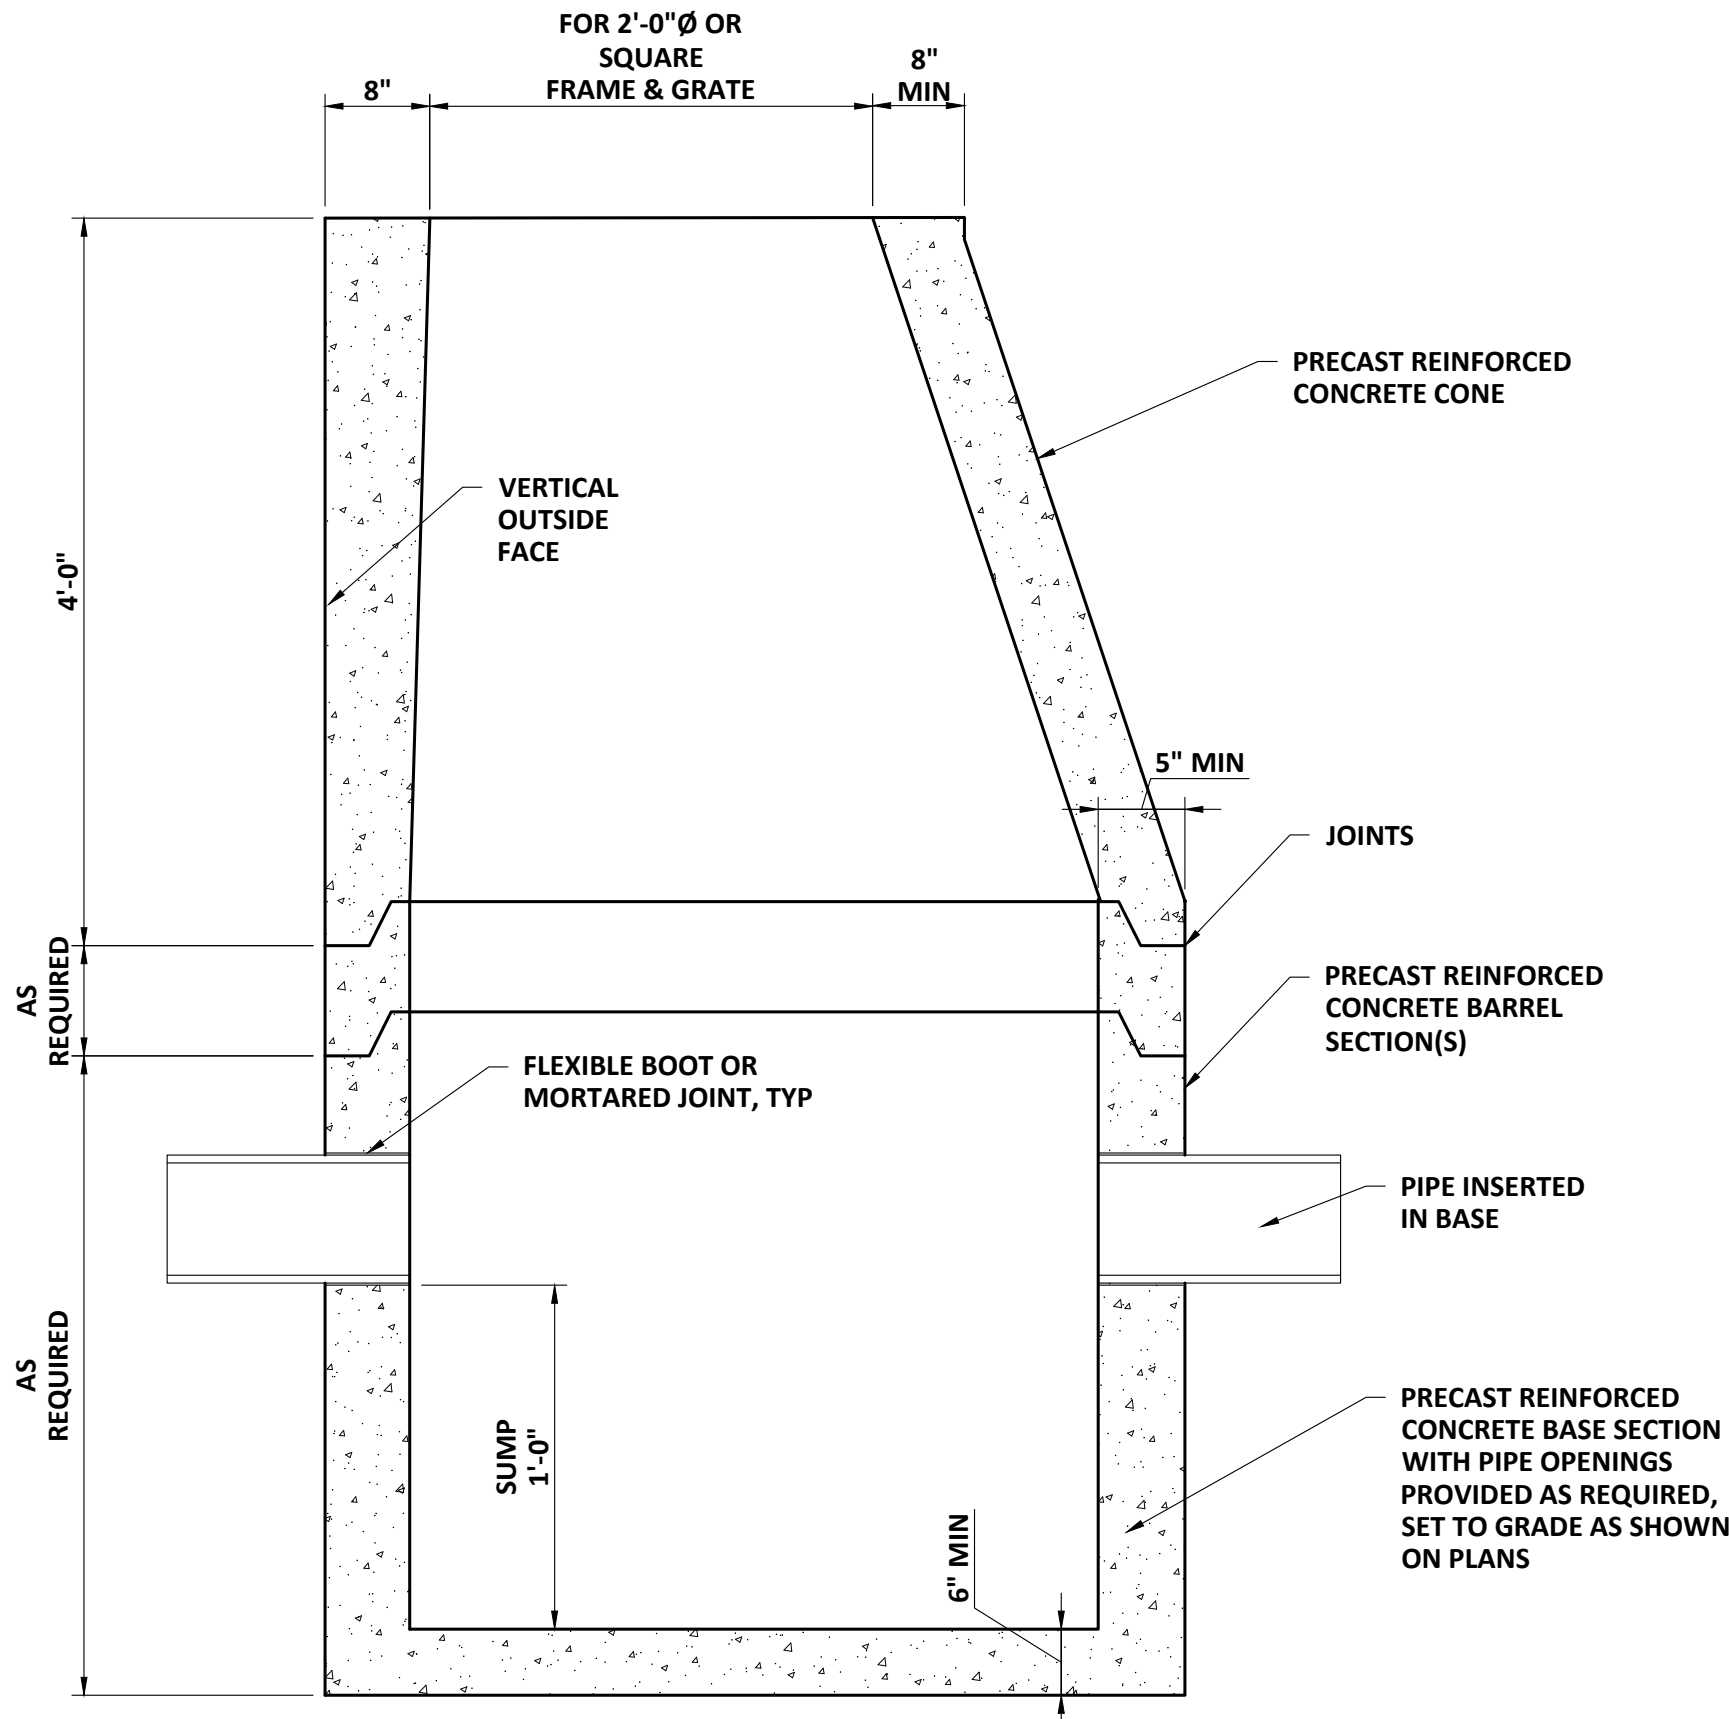 FOR 2'-0"Ø OR
SQUARE
FRAME & GRATE
8"
8"
MIN
PRECAST REINFORCED
CONCRETE CONE
VERTICAL
OUTSIDE
FACE
4'-0"
5" MIN
JOINTS
AS
REQUIRED
PRECAST REINFORCED
CONCRETE BARREL
SECTION(S)
FLEXIBLE BOOT OR
MORTARED JOINT, TYP
PIPE INSERTED
IN BASE
AS
REQUIRED
SUMP
1'-0"
6" MIN
PRECAST REINFORCED
CONCRETE BASE SECTION
WITH PIPE OPENINGS
PROVIDED AS REQUIRED,
SET TO GRADE AS SHOWN
ON PLANS